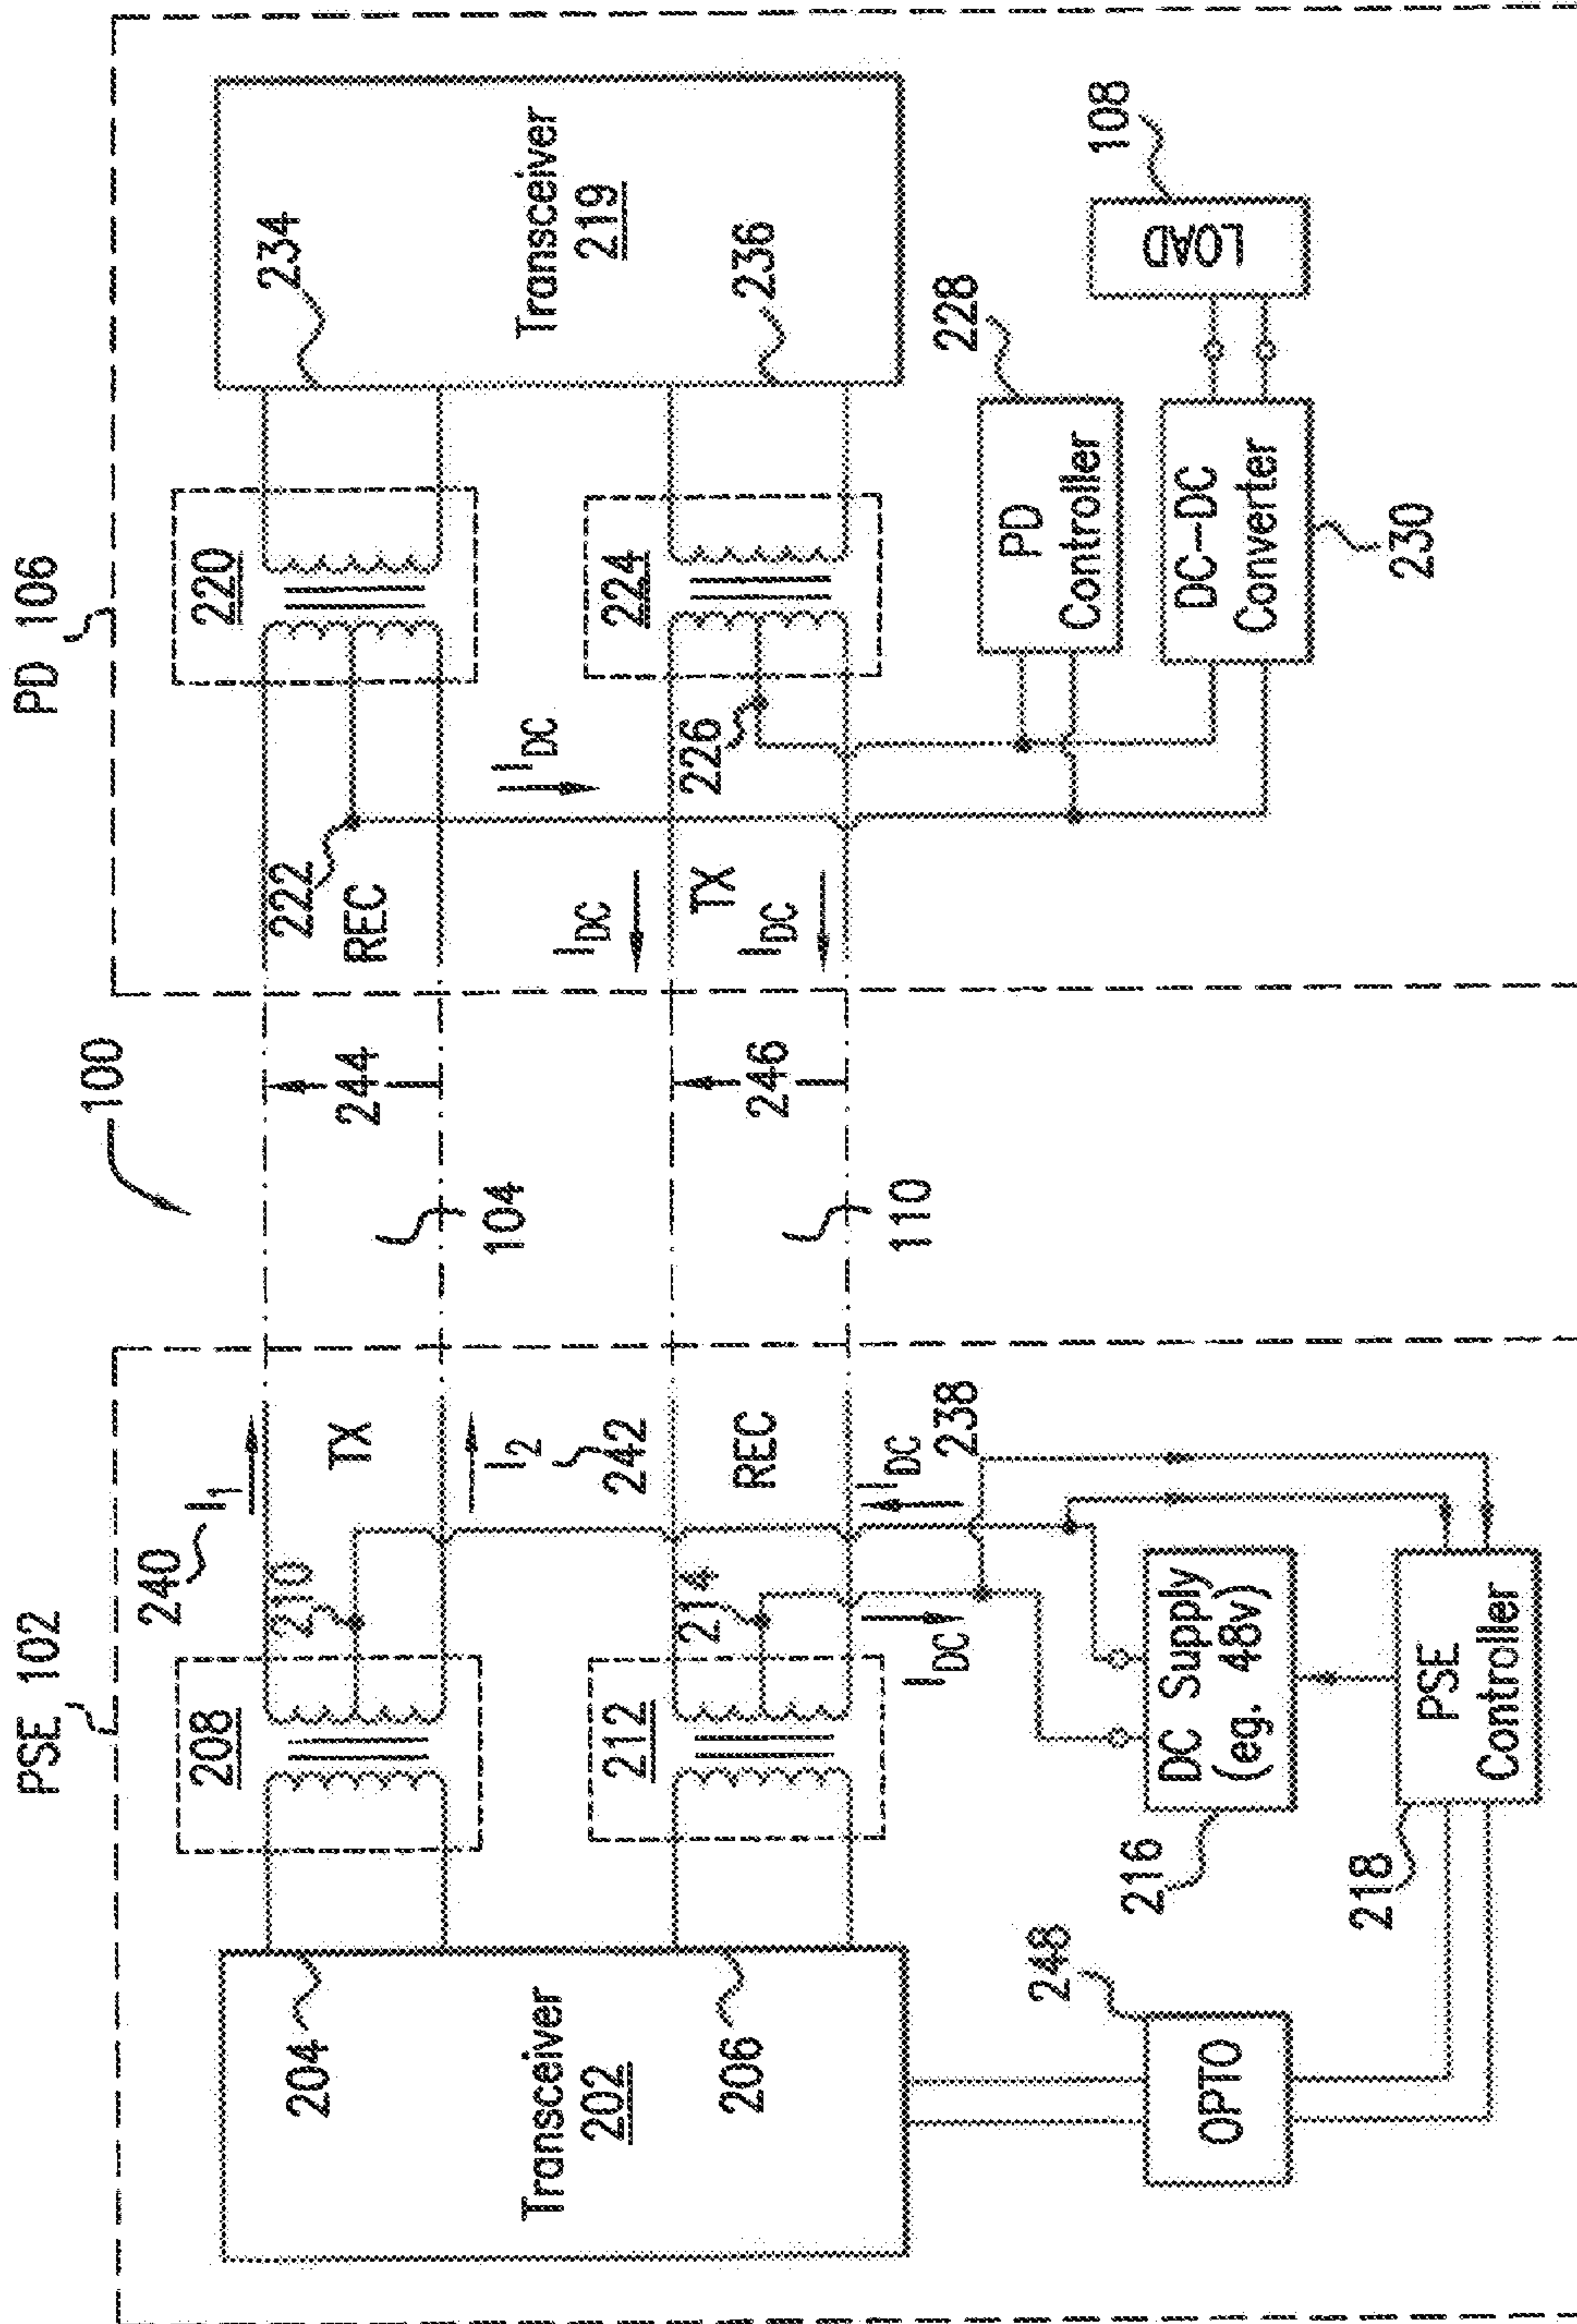 PSE 102
PD 106
100
240
I1
208
210
TX
I2
242
204
Transceiver
202
206
212
214
REC
IDC
238
IDC
104
244
246
110
222
REC
220
234
IDC
IDC
TX
IDC
226
224
236
Transceiver
219
248
OPTO
216
DC Supply
(eg. 48v)
218
PSE
Controller
228
PD
Controller
DC-DC
Converter
230
LOAD
108